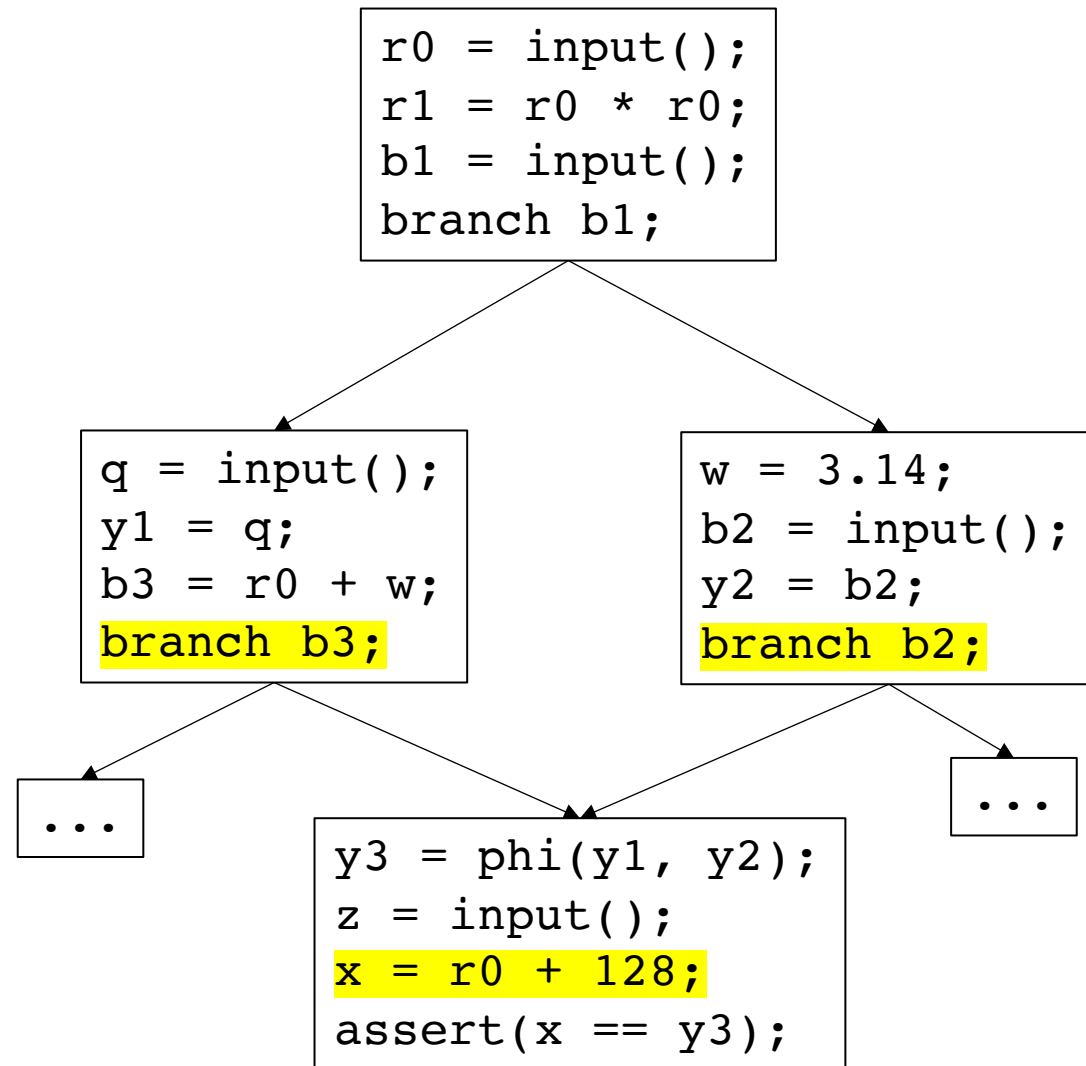 r0 = input();
r1 = r0 * r0;
b1 = input();
branch b1;
q = input();
y1 = q;
b3 = r0 + w;
branch b3;
w = 3.14;
b2 = input();
y2 = b2;
branch b2;
...
...
y3 = phi(y1, y2);
z = input();
x = r0 + 128;
assert(x == y3);